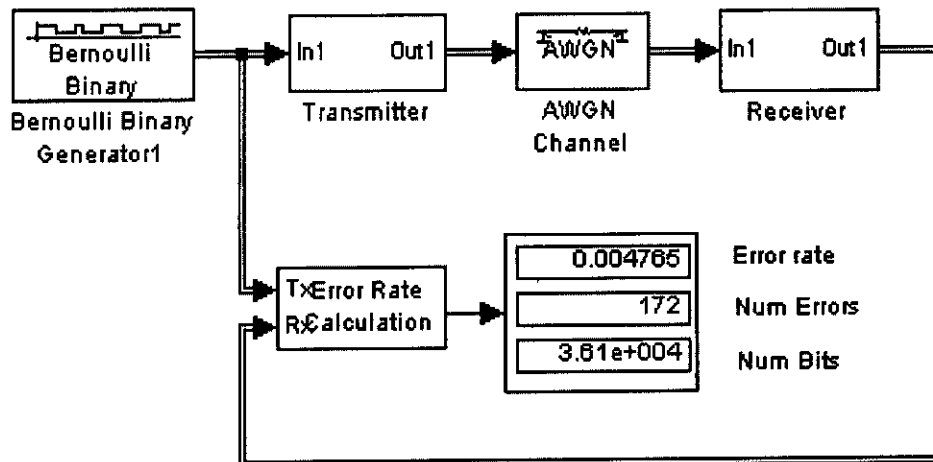 Bernoulli
Binary
Bernoulli Binary
Generator1
In1
Out1
Transmitter
AWGN
AWGN
Channel
In1
Out1
Receiver
Tx
Error Rate
Rx
Calculation
0.004765
Error rate
172
Num Errors
3.61e+004
Num Bits